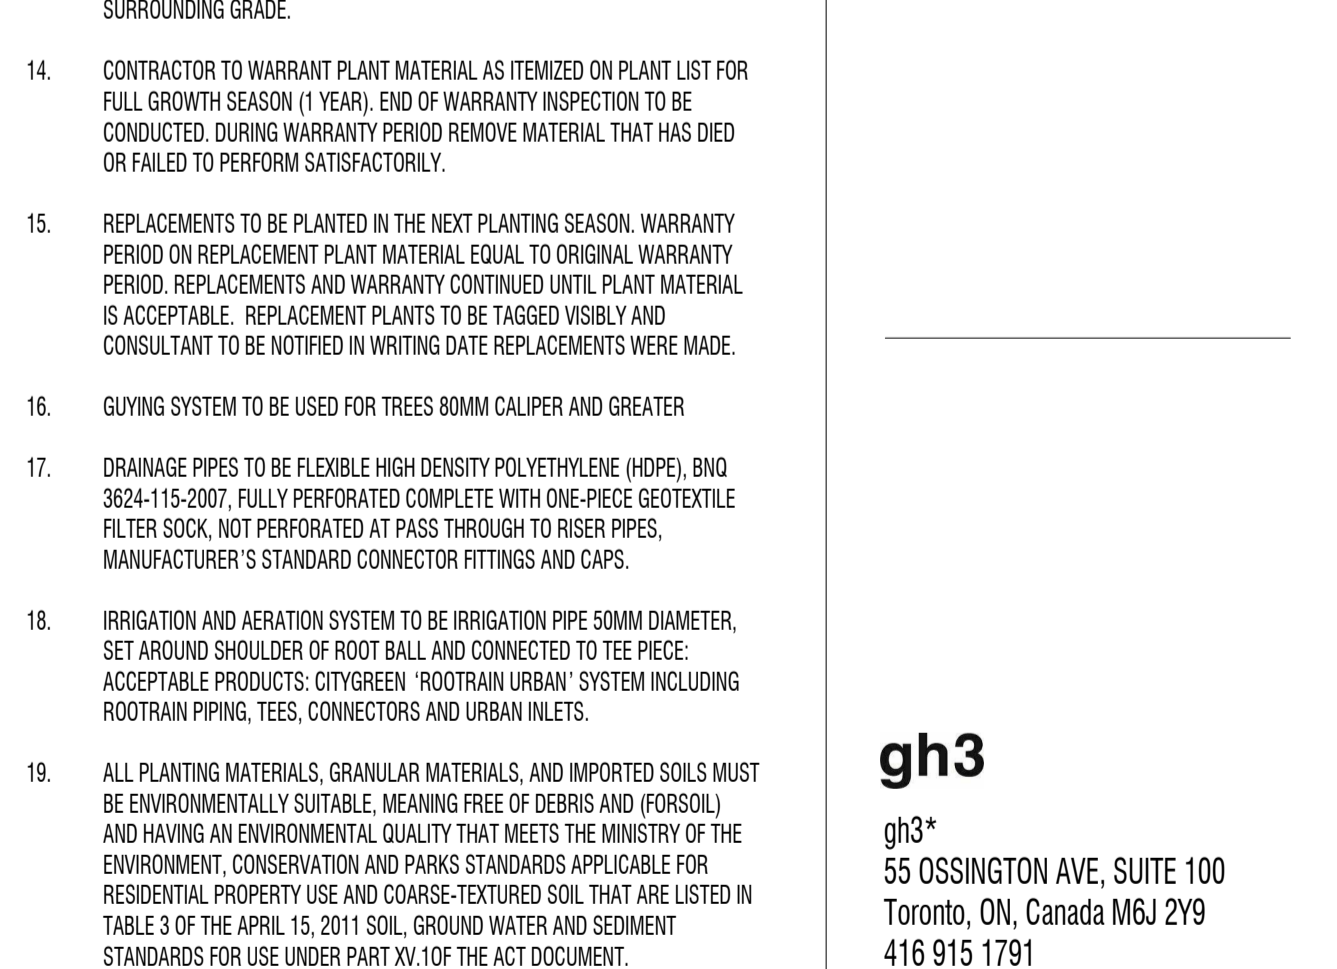 SURROUNDING GRADE.
14. CONTRACTOR TO WARRANT PLANT MATERIAL AS ITEMIZED ON PLANT LIST FOR
FULL GROWTH SEASON (1 YEAR). END OF WARRANTY INSPECTION TO BE
CONDUCTED. DURING WARRANTY PERIOD REMOVE MATERIAL THAT HAS DIED
OR FAILED TO PERFORM SATISFACTORILY.
15. REPLACEMENTS TO BE PLANTED IN THE NEXT PLANTING SEASON. WARRANTY
PERIOD ON REPLACEMENT PLANT MATERIAL EQUAL TO ORIGINAL WARRANTY
PERIOD. REPLACEMENTS AND WARRANTY CONTINUED UNTIL PLANT MATERIAL
IS ACCEPTABLE.  REPLACEMENT PLANTS TO BE TAGGED VISIBLY AND
CONSULTANT TO BE NOTIFIED IN WRITING DATE REPLACEMENTS WERE MADE.
16. GUYING SYSTEM TO BE USED FOR TREES 80MM CALIPER AND GREATER
17. DRAINAGE PIPES TO BE FLEXIBLE HIGH DENSITY POLYETHYLENE (HDPE), BNQ
3624-115-2007, FULLY PERFORATED COMPLETE WITH ONE-PIECE GEOTEXTILE
FILTER SOCK, NOT PERFORATED AT PASS THROUGH TO RISER PIPES,
MANUFACTURER’S STANDARD CONNECTOR FITTINGS AND CAPS.
18. IRRIGATION AND AERATION SYSTEM TO BE IRRIGATION PIPE 50MM DIAMETER,
SET AROUND SHOULDER OF ROOT BALL AND CONNECTED TO TEE PIECE:
ACCEPTABLE PRODUCTS: CITYGREEN ‘ROOTRAIN URBAN’ SYSTEM INCLUDING
ROOTRAIN PIPING, TEES, CONNECTORS AND URBAN INLETS.
19. ALL PLANTING MATERIALS, GRANULAR MATERIALS, AND IMPORTED SOILS MUST
BE ENVIRONMENTALLY SUITABLE, MEANING FREE OF DEBRIS AND (FORSOIL)
AND HAVING AN ENVIRONMENTAL QUALITY THAT MEETS THE MINISTRY OF THE
ENVIRONMENT, CONSERVATION AND PARKS STANDARDS APPLICABLE FOR
RESIDENTIAL PROPERTY USE AND COARSE-TEXTURED SOIL THAT ARE LISTED IN
TABLE 3 OF THE APRIL 15, 2011 SOIL, GROUND WATER AND SEDIMENT
STANDARDS FOR USE UNDER PART XV.1OF THE ACT DOCUMENT.
gh3
gh3*
55 OSSINGTON AVE, SUITE 100
Toronto, ON, Canada M6J 2Y9
416 915 1791